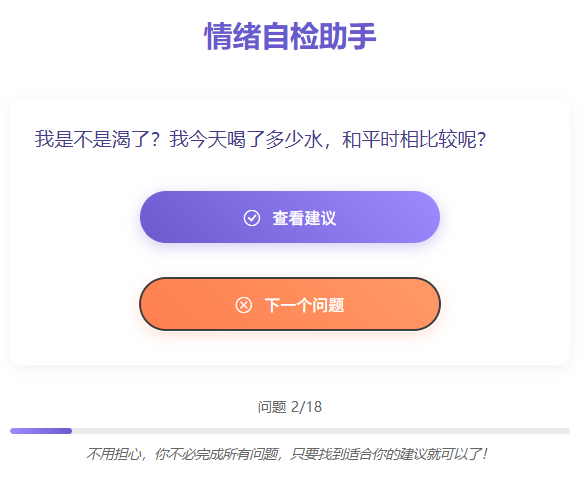 情绪自检助手
我是不是渴了？我今天喝了多少水，和平时相比较呢？
查看建议
下一个问题
问题 2/18
不用担心，你不必完成所有问题，只要找到适合你的建议就可以了！